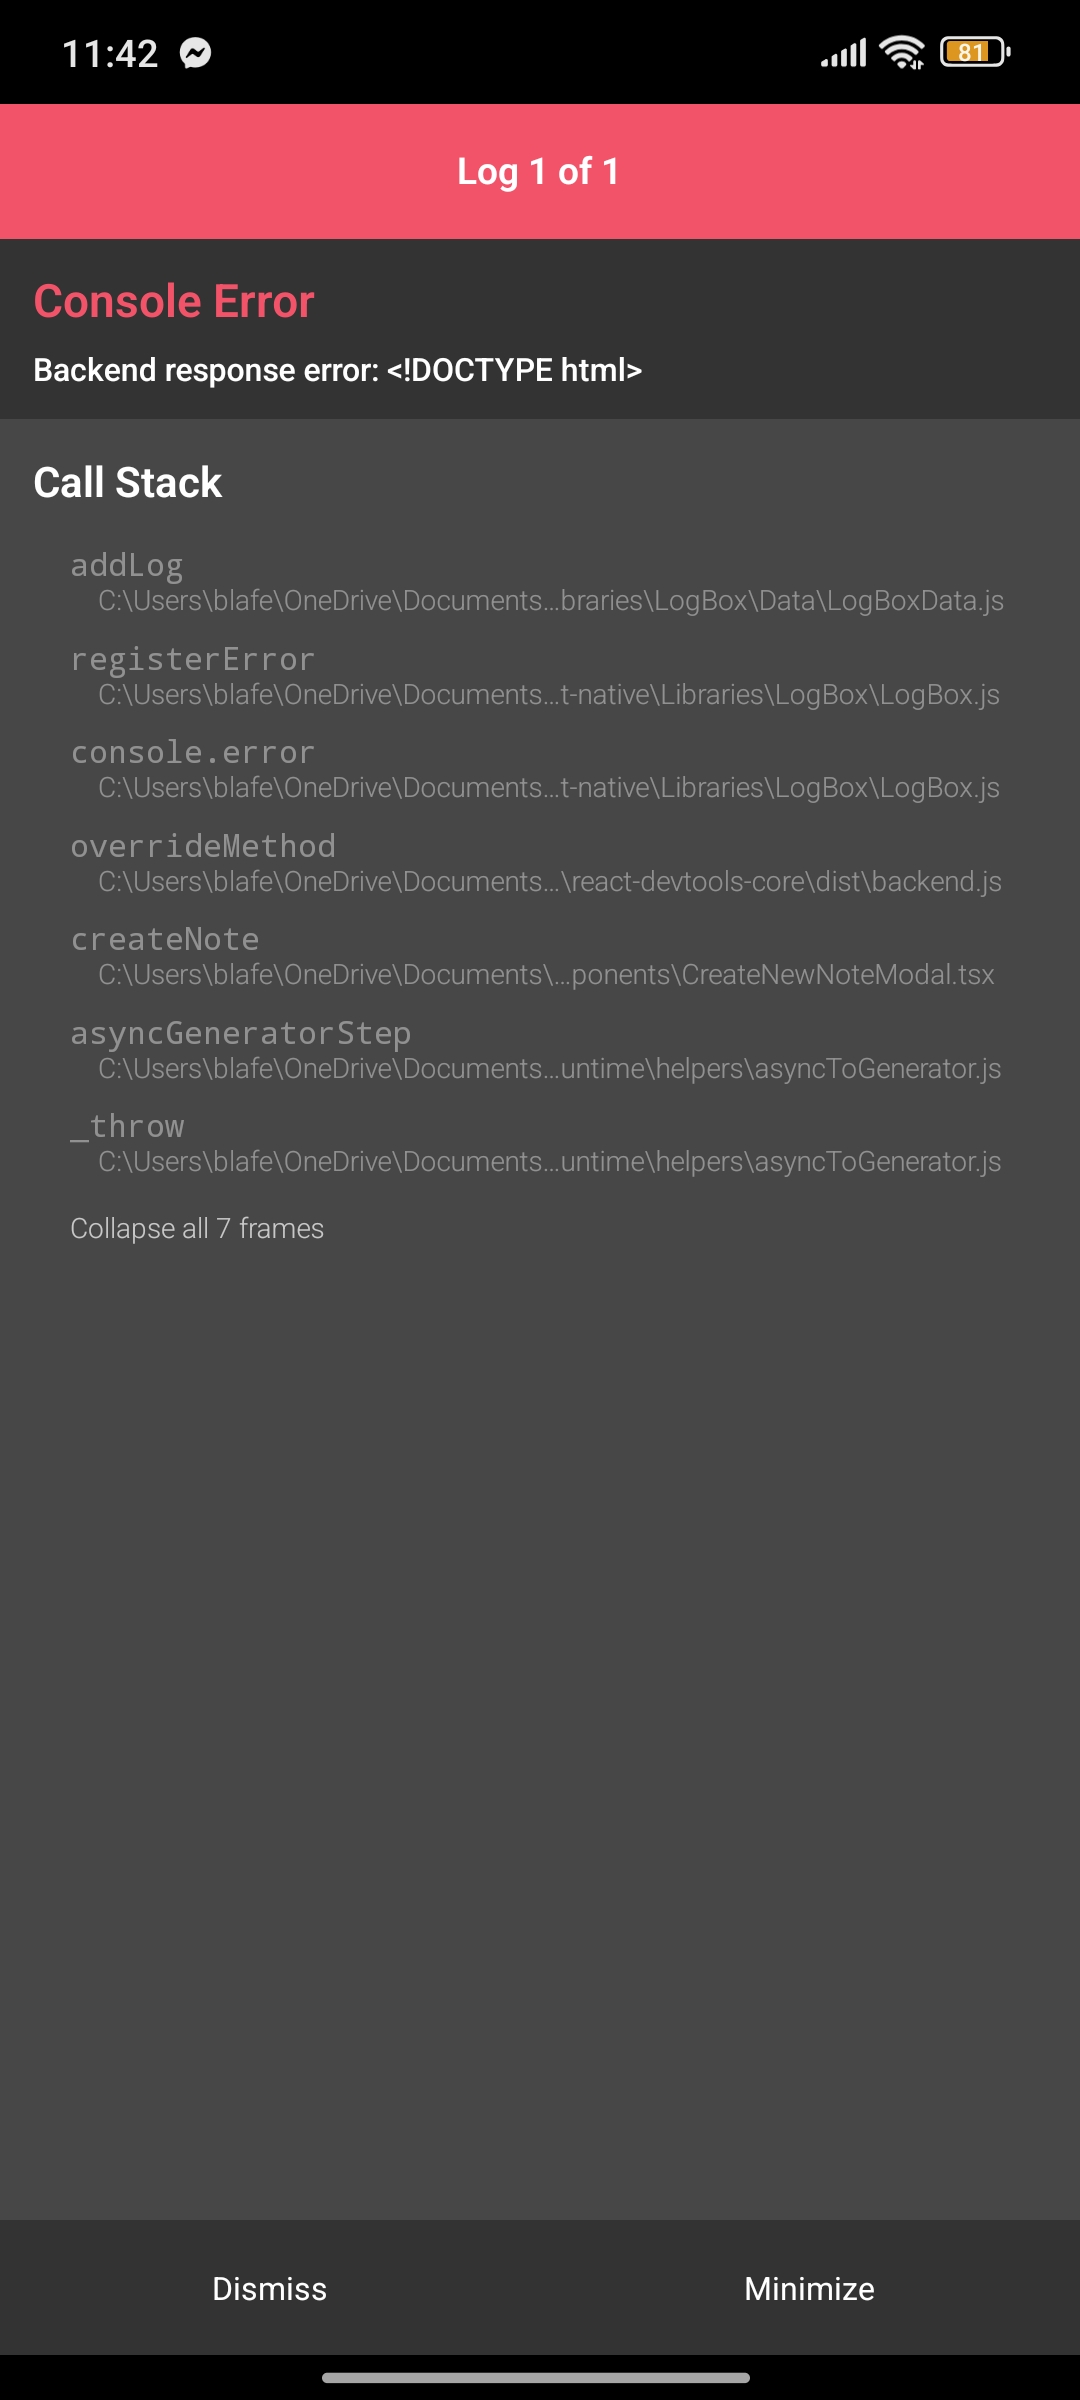 11:42
81
Log 1 of 1
Console Error
Backend response error: <!DOCTYPE html>
Call Stack
addLog
C:\Users\blafe\OneDrive\Documents...braries\LogBox\Data\LogBoxData.js
registerError
C:\Users\blafe\OneDrive\Documents...t-native\Libraries\LogBox\LogBox.js
console.error
C:\Users\blafe\OneDrive\Documents...t-native\Libraries\LogBox\LogBox.js
overrideMethod
C:\Users\blafe\OneDrive\Documents...\react-devtools-core\dist\backend.js
createNote
C:\Users\blafe\OneDrive\Documents\...ponents\CreateNewNoteModal.tsx
asyncGeneratorStep
C:\Users\blafe\OneDrive\Documents...untime\helpers\asyncToGenerator.js
_throw
C:\Users\blafe\OneDrive\Documents...untime\helpers\asyncToGenerator.js
Collapse all 7 frames
Dismiss
Minimize